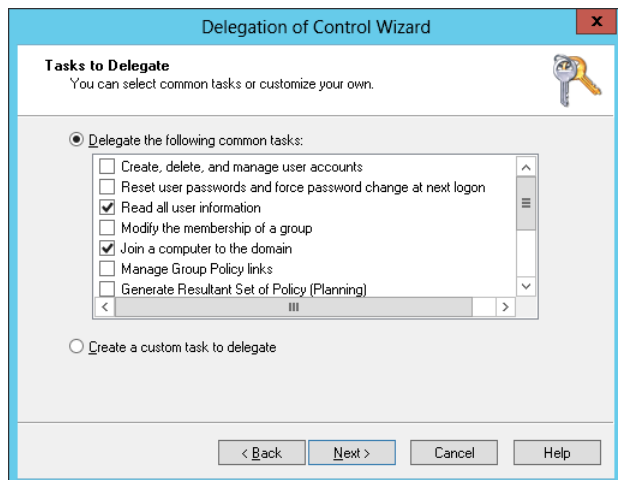 Delegation of Control Wizard
x
Tasks to Delegate
You can select common tasks or customize your own.
Delegate the following common tasks:
Create, delete, and manage user accounts
Reset user passwords and force password change at next logon
Read all user information
Modify the membership of a group
Join a computer to the domain
Manage Group Policy links
Generate Resultant Set of Policy (Planning)
Create a custom task to delegate
< Back Next > Cancel Help